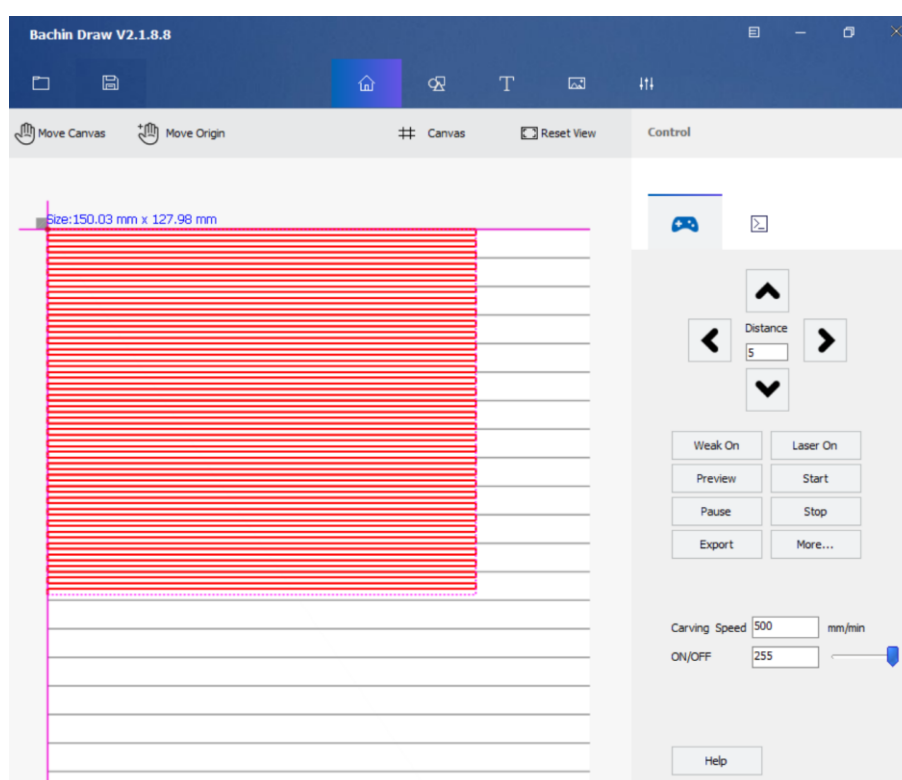 Bachin Draw V2.1.8.8
T
Move Canvas Move Origin Canvas Reset View Control
Size:150.03 mm x 127.98 mm
Distance
5
Weak On Laser On
Preview Start
Pause Stop
Export More...
Carving Speed 500 mm/min
ON/OFF 255
Help